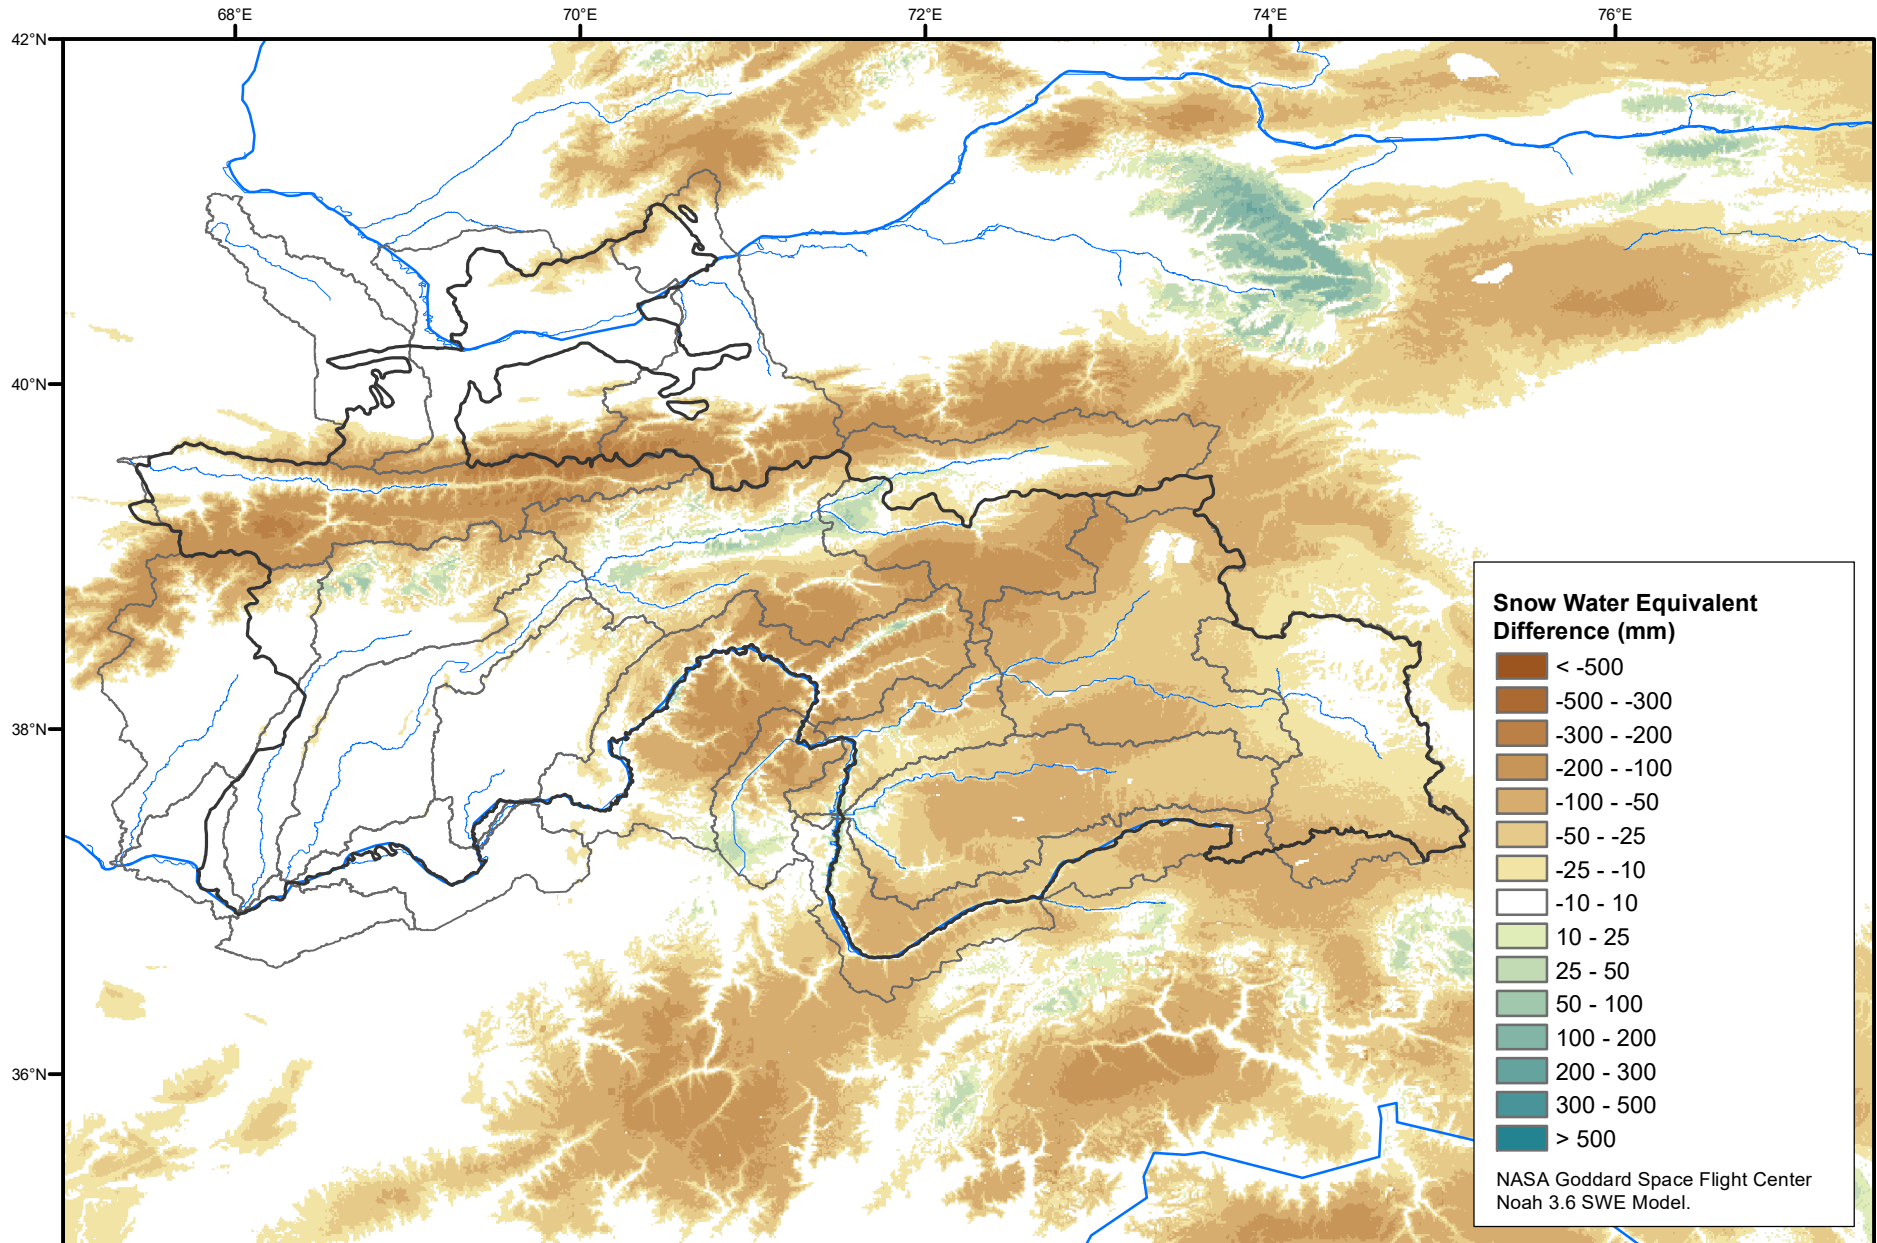 68°E
70°E
72°E
74°E
76°E
42°N
40°N
38°N
36°N
Snow Water Equivalent
Difference (mm)
< -500
-500 - -300
-300 - -200
-200 - -100
-100 - -50
-50 - -25
-25 - -10
-10 - 10
10 - 25
25 - 50
50 - 100
100 - 200
200 - 300
300 - 500
> 500
NASA Goddard Space Flight Center
Noah 3.6 SWE Model.